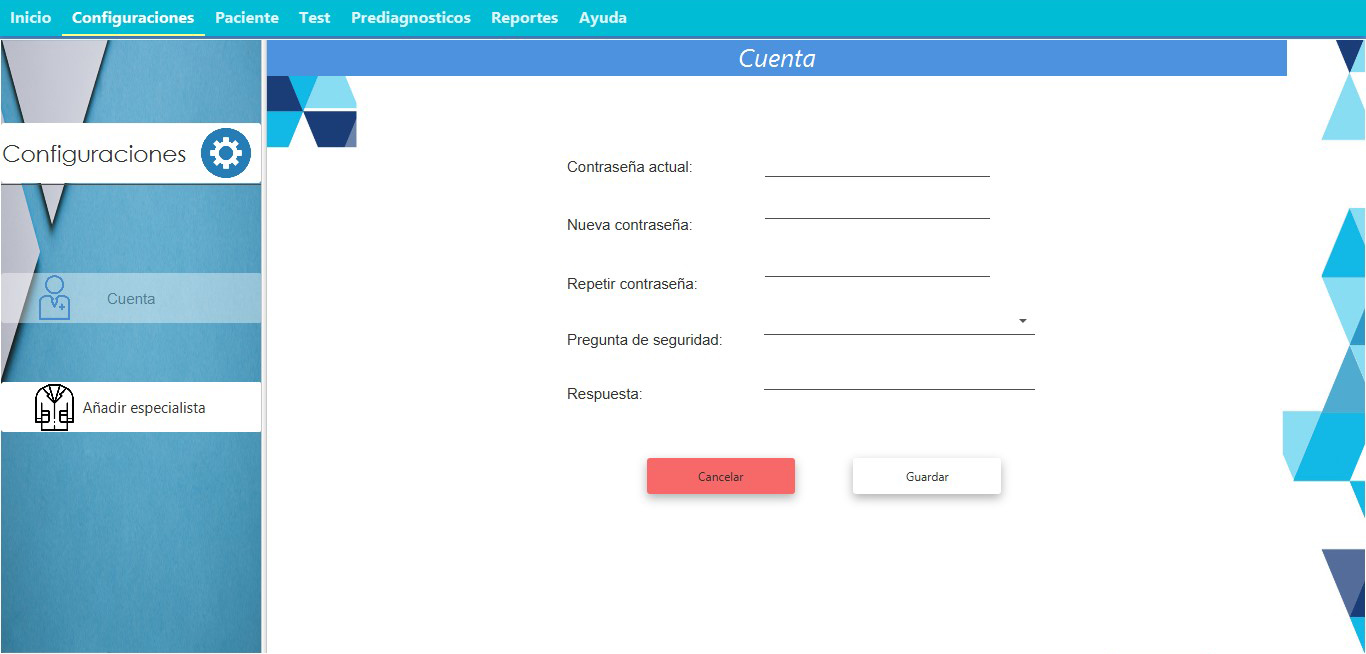 Inicio Configuraciones Paciente Test Prediagnosticos Reportes Ayuda
Cuenta
Configuraciones
Cuenta
Añadir especialista
Contraseña actual:
Nueva contraseña:
Repetir contraseña:
Pregunta de seguridad:
Respuesta:
Cancelar Guardar